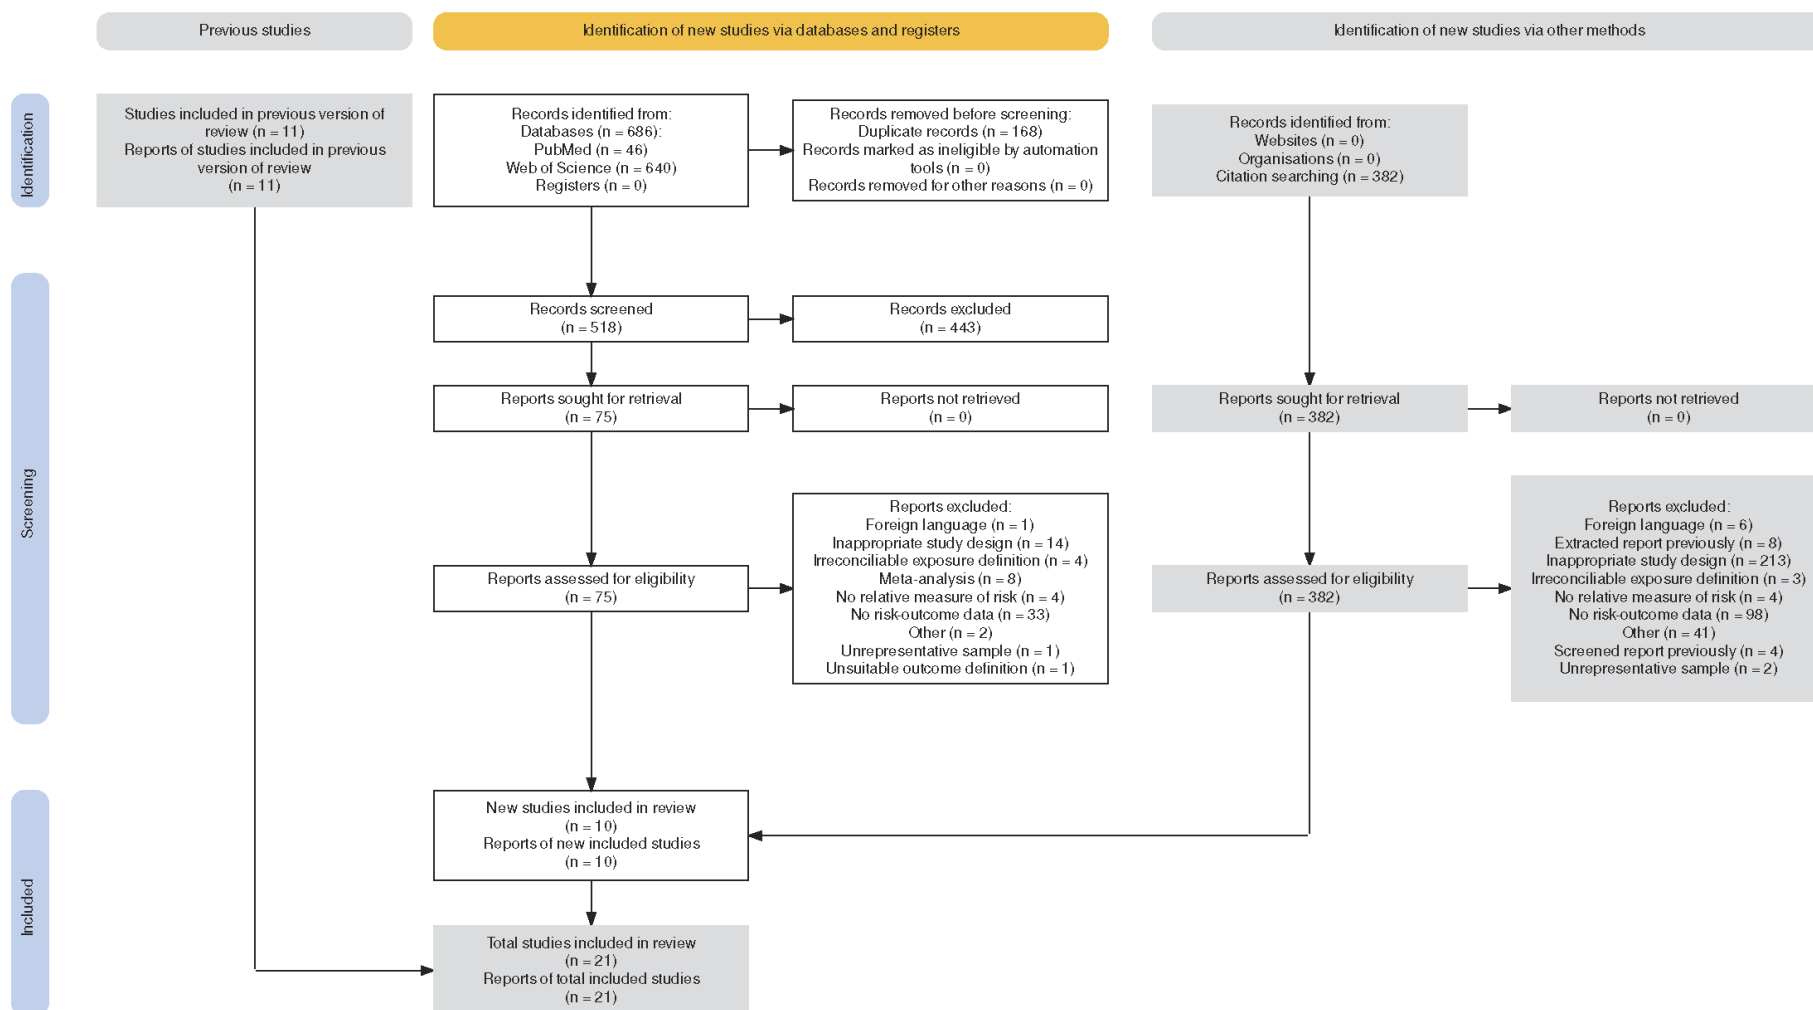 Previous studies
Identification of new studies via databases and registers
Identification of new studies via other methods
Identification
Studies included in previous version of
review (n = 11)
Reports of studies included in previous
version of review
(n = 11)
Records identified from:
Databases (n = 686):
PubMed (n = 46)
Web of Science (n = 640)
Registers (n = 0)
Records removed before screening:
Duplicate records (n = 168)
Records marked as ineligible by automation
tools (n = 0)
Records removed for other reasons (n = 0)
Records identified from:
Websites (n = 0)
Organisations (n = 0)
Citation searching (n = 382)
Screening
Records screened
(n = 518)
Records excluded
(n = 443)
Reports sought for retrieval
(n = 75)
Reports not retrieved
(n = 0)
Reports sought for retrieval
(n = 382)
Reports not retrieved
(n = 0)
Reports assessed for eligibility
(n = 75)
Reports excluded:
Foreign language (n = 1)
Inappropriate study design (n = 14)
Irreconciliable exposure definition (n = 4)
Meta-analysis (n = 8)
No relative measure of risk (n = 4)
No risk-outcome data (n = 33)
Other (n = 2)
Unrepresentative sample (n = 1)
Unsuitable outcome definition (n = 1)
Reports assessed for eligibility
(n = 382)
Reports excluded:
Foreign language (n = 6)
Extracted report previously (n = 8)
Inappropriate study design (n = 213)
Irreconciliable exposure definition (n = 3)
No relative measure of risk (n = 4)
No risk-outcome data (n = 98)
Other (n = 41)
Screened report previously (n = 4)
Unrepresentative sample (n = 2)
Included
New studies included in review
(n = 10)
Reports of new included studies
(n = 10)
Total studies included in review
(n = 21)
Reports of total included studies
(n = 21)